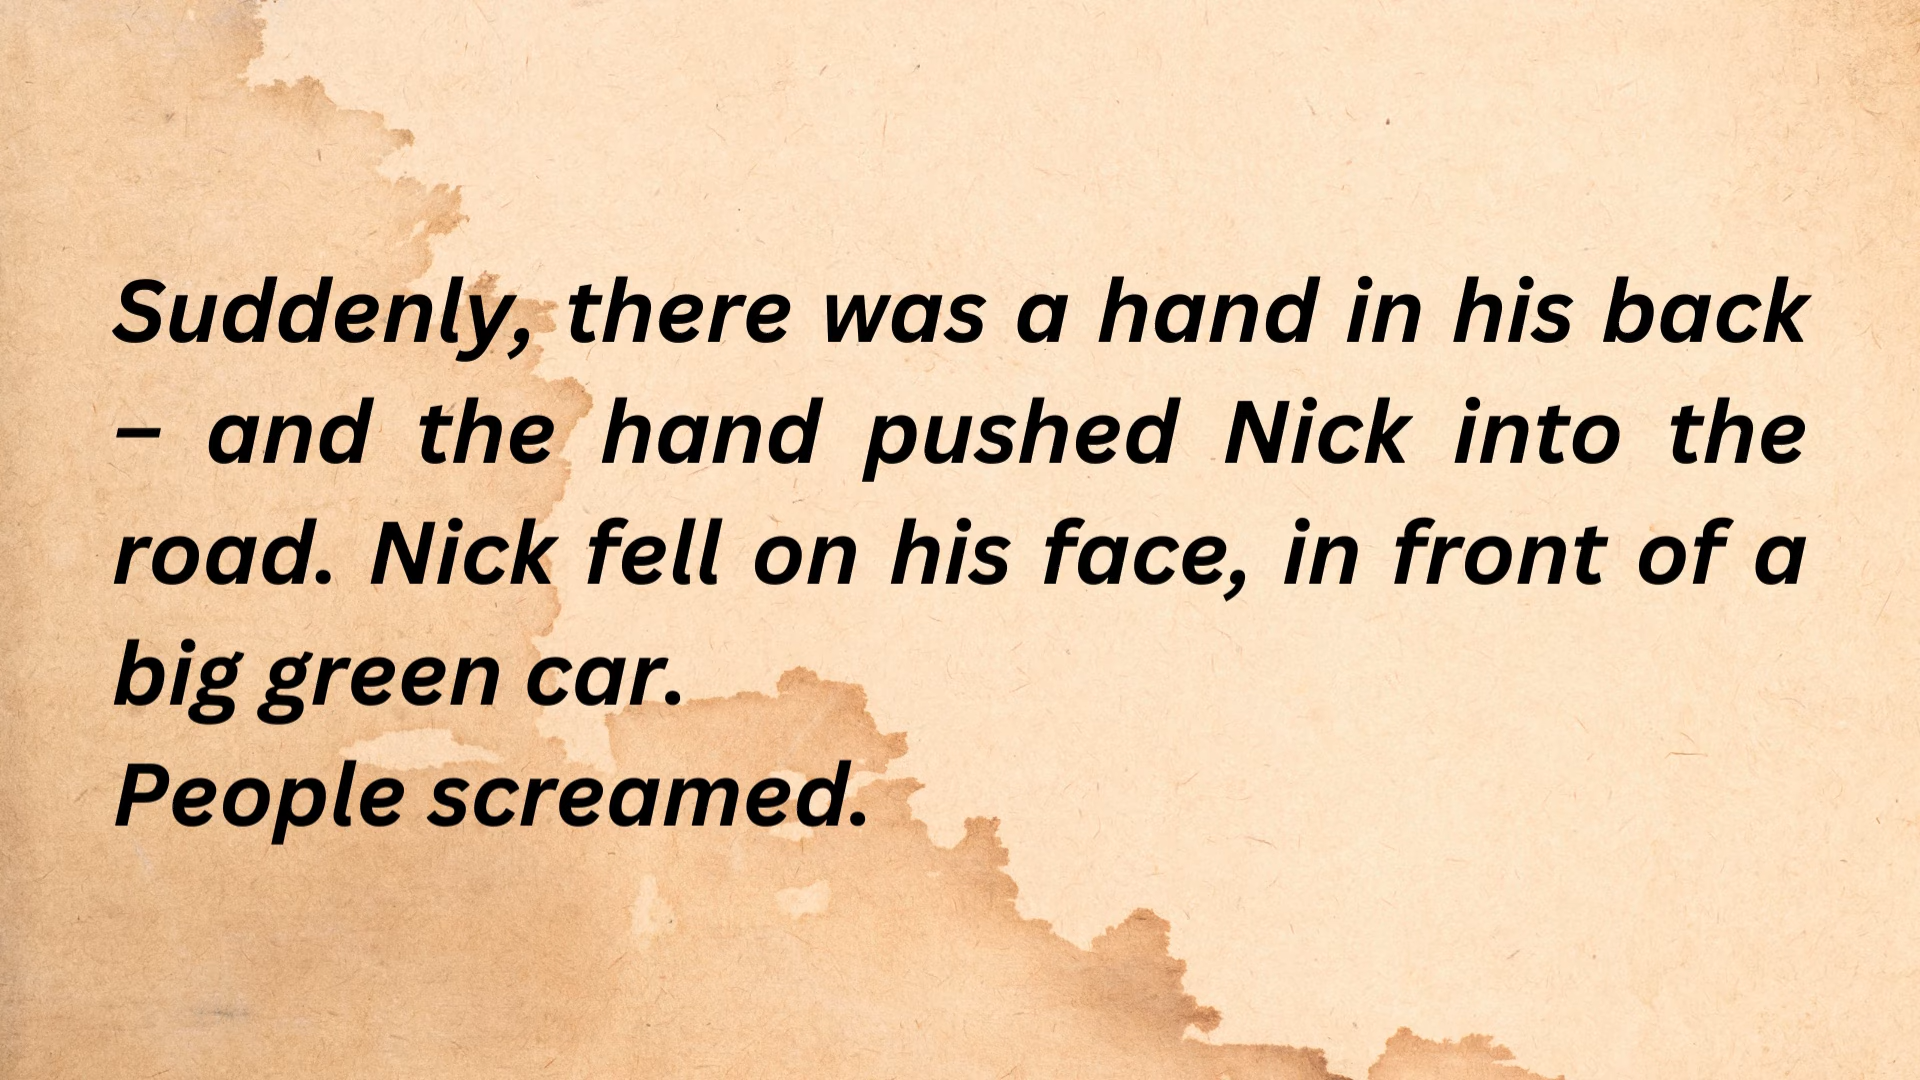 Suddenly, there was a hand in his back
– and the hand pushed Nick into the
road. Nick fell on his face, in front of a
big green car.
People screamed.